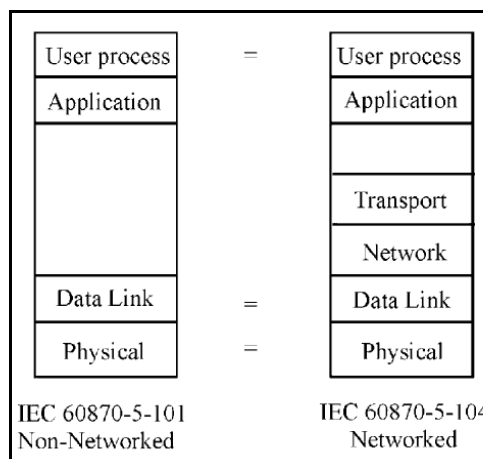 User process = User process
Application Application
Transport
Network
Data Link = Data Link
Physical = Physical
IEC 60870-5-101 IEC 60870-5-104
Non-Networked Networked